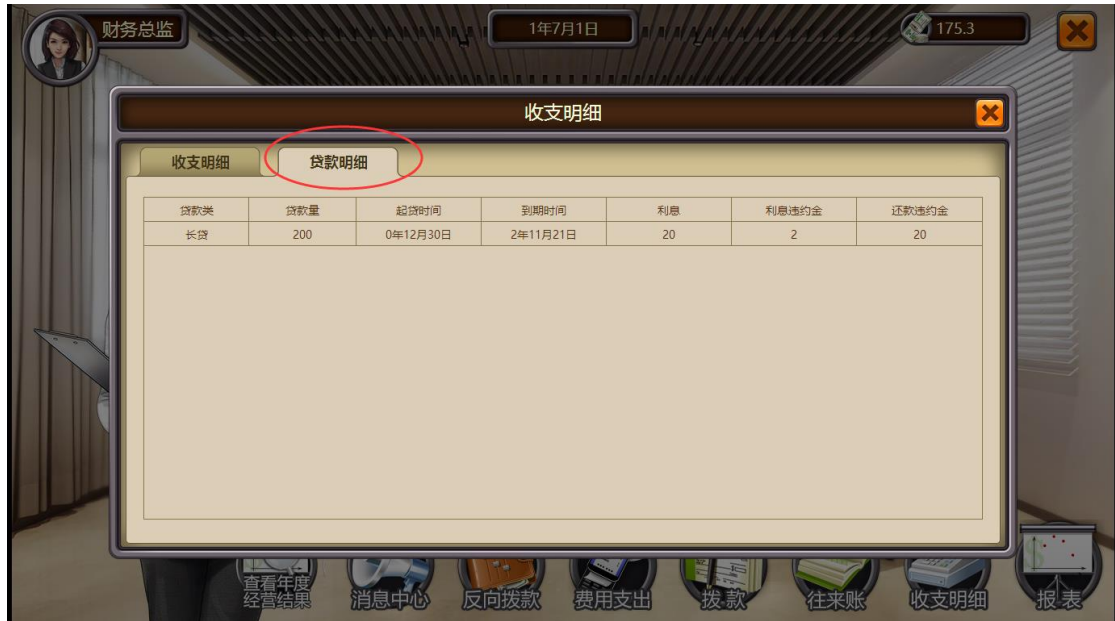 财务总监
1年7月1日
175.3
收支明细
收支明细 贷款明细
贷款类 贷款量 起贷时间 到期时间 利息 利息违约金 还款违约金
长贷 200 0年12月30日 2年11月21日 20 2 20
查看年度
经营结果
消息中心
反向拨款
费用支出
拨款
往来账
收支明细
报表